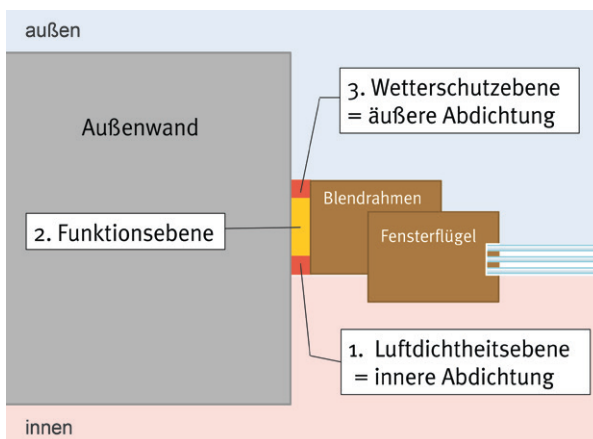 außen
3. Wetterschutzebene
= äußere Abdichtung
Außenwand
Blendrahmen
2. Funktionsebene
Fensterflügel
1. Luftdichtheitsebene
= innere Abdichtung
innen